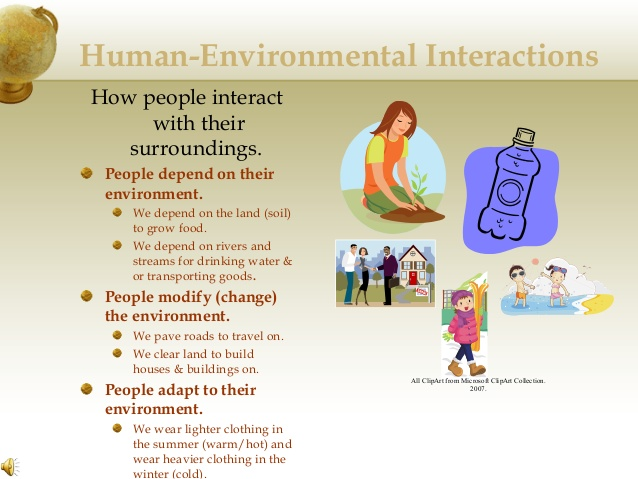 Human-Environmental Interactions
How people interact
with their
surroundings.
People depend on their
environment.
We depend on the land (soil)
to grow food.
We depend on rivers and
streams for drinking water &
or transporting goods.
People modify (change)
the environment.
We pave roads to travel on.
We clear land to build
houses & buildings on.
People adapt to their
environment.
We wear lighter clothing in
the summer (warm/hot) and
wear heavier clothing in the
winter (cold).
All ClipArt from Microsoft ClipArt Collection.
2007.